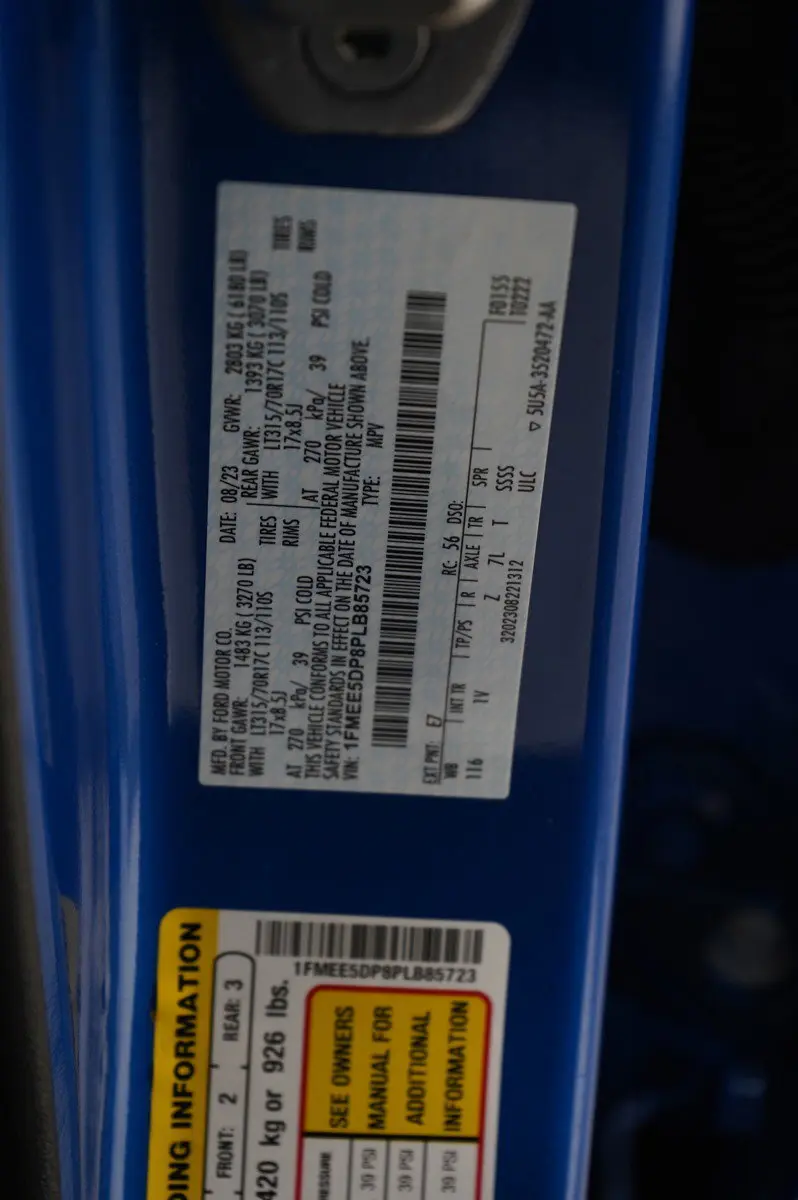 MFD. BY FORD MOTOR CO.
DATE: 08/23 GVWR: 2803 KG ( 6180 LB)
FRONT GAWR: 1483 KG ( 3270 LB) REAR GAWR: 1393 KG ( 3070 LB)
WITH LT315/70R17C 113/110S TIRES WITH LT315/70R17C 113/110S TIRES
17x8.5J RIMS 17x8.5J RIMS
AT 270 kPa/ 39 PSI COLD AT 270 kPa/ 39 PSI COLD
THIS VEHICLE CONFORMS TO ALL APPLICABLE FEDERAL MOTOR VEHICLE
SAFETY STANDARDS IN EFFECT ON THE DATE OF MANUFACTURE SHOWN ABOVE.
VIN: 1FMEE5DP8PLB85723 TYPE: MPV
EXT PNT: E7 RC: 56 DSO: F0155
WB INT TR TP/PS R AXLE TR SPR T0222
116 1V Z 7L T SSSS
3202308221312 ULC
▽ 5U5A-3520472-AA
DING INFORMATION
FRONT: 2 REAR: 3
420 kg or 926 lbs.
1FMEE5DP8PLB85723
SEE OWNERS
MANUAL FOR
ADDITIONAL
INFORMATION
RESSURE
39 PSI
39 PSI
39 PSI